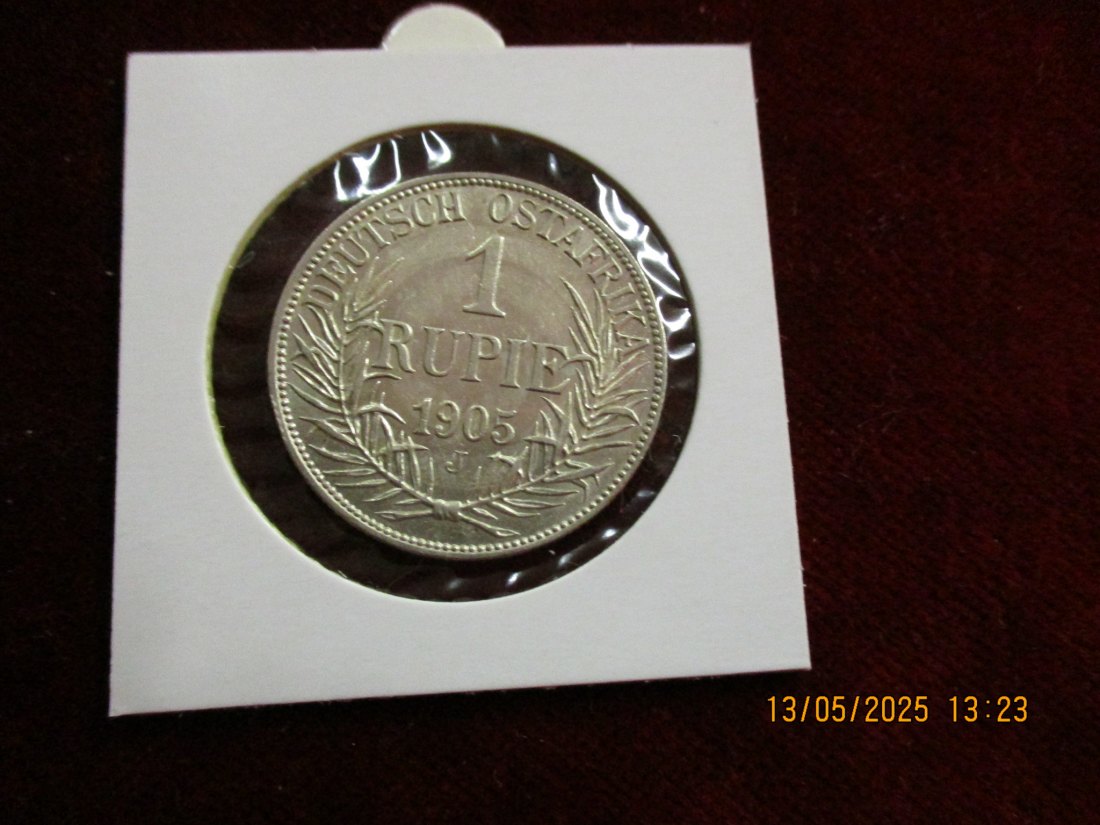 DEUTSCH OSTAFRIKA
1
RUPIE
1905
J
13/05/2025 13:23